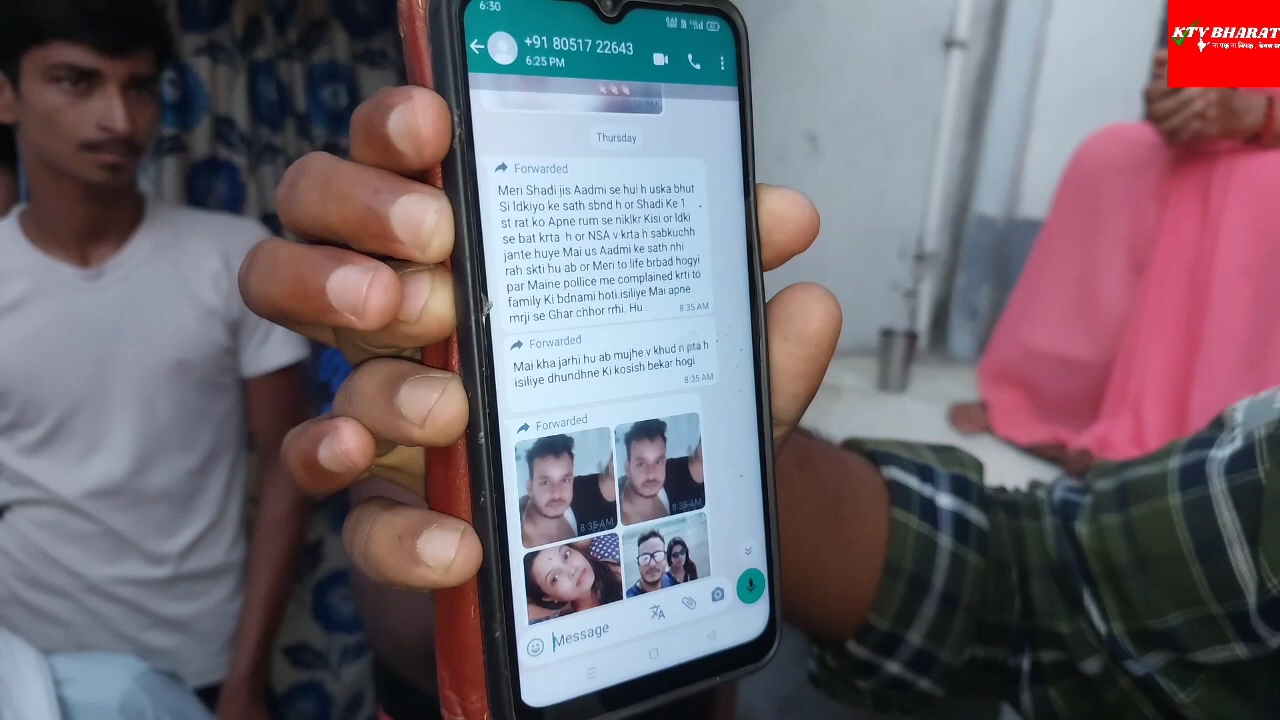 6:30
KTY BHARAT
+91 80517 22643
6:25 PM
Thursday
Forwarded
Meri Shadi jis Aadmi se hui h uska bhut
Si ldkiyo ke sath sbnd h or Shadi Ke 1
st rat ko Apne rum se niklkr Kisi or ldki
se bat krta h or NSA v krta h sabkuchh
jante huye Mai us Aadmi ke sath nhi
rah skti hu ab or Meri to life brbad hogyi
par Maine pollice me complained krti to
family Ki bdnami hoti.isiliye Mai apne
mrji se Ghar chhor rrhi. Hu .
8:35 AM
Forwarded
Mai kha jarhi hu ab mujhe v khud ni pta h
isiliye dhundhne Ki kosish bekar hogi
8:35 AM
Forwarded
8:35 AM
8:35 AM
Message